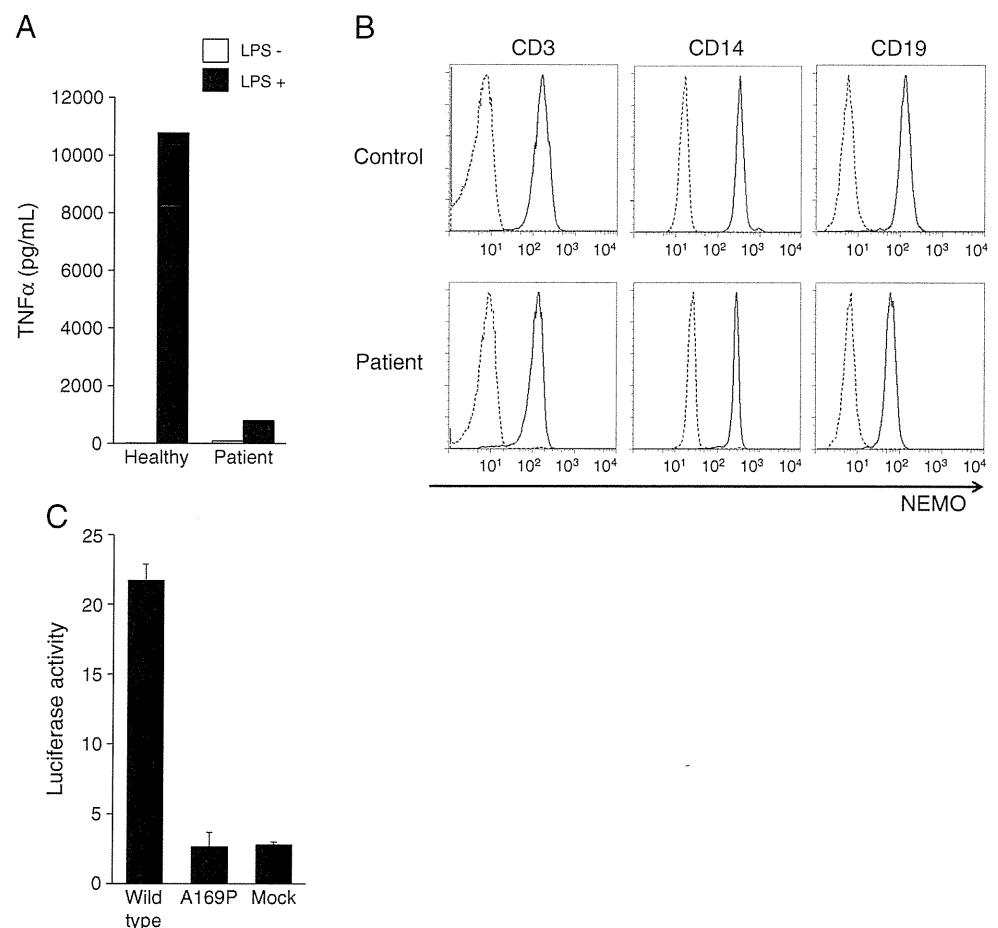 A
LPS -
LPS +
12000
10000
8000
6000
4000
2000
0
TNFα (pg/mL)
Healthy
Patient
B
CD3
CD14
CD19
Control
10¹ 10² 10³ 10⁴
10¹ 10² 10³ 10⁴
10¹ 10² 10³ 10⁴
Patient
10¹ 10² 10³ 10⁴
10¹ 10² 10³ 10⁴
10¹ 10² 10³ 10⁴
NEMO
C
25
20
15
10
5
0
Luciferase activity
Wild
type
A169P
Mock